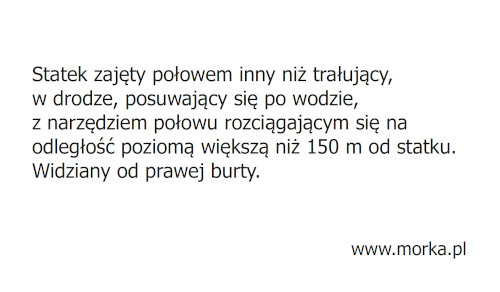 Statek zajęty połowem inny niż trałujący,
w drodze, posuwający się po wodzie,
z narzędziem połowu rozciągającym się na
odległość poziomą większą niż 150 m od statku.
Widziany od prawej burty.
www.morka.pl